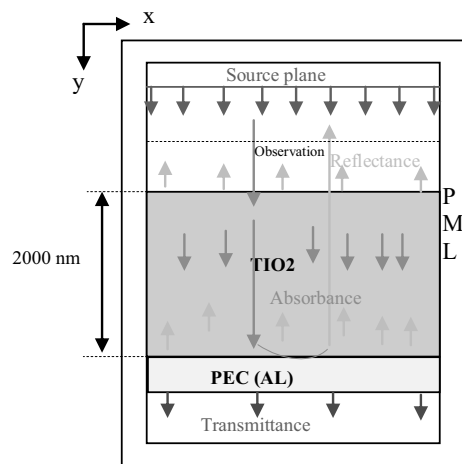 x
y
Source plane
Observation
Reflectance
P
M
L
2000 nm
TIO2
Absorbance
PEC (AL)
Transmittance